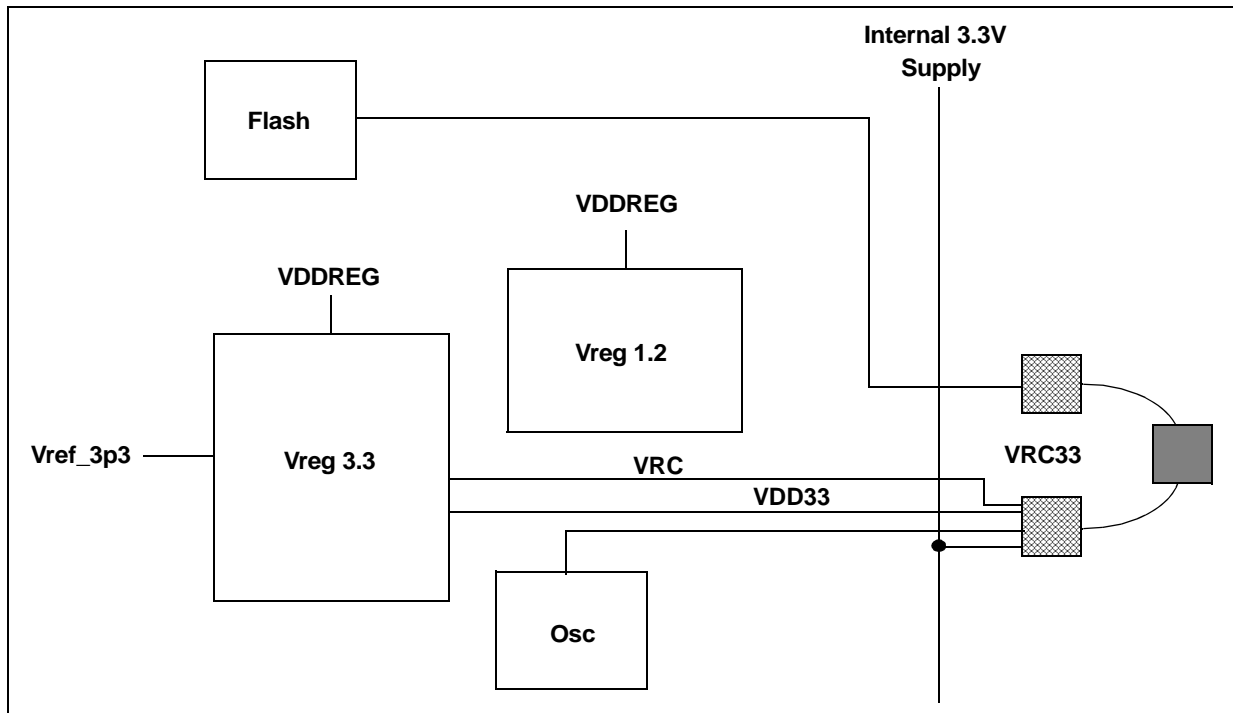 Internal 3.3V
Supply
Flash
VDDREG
VDDREG
Vreg 1.2
Vref_3p3
Vreg 3.3
VRC
VRC33
VDD33
Osc